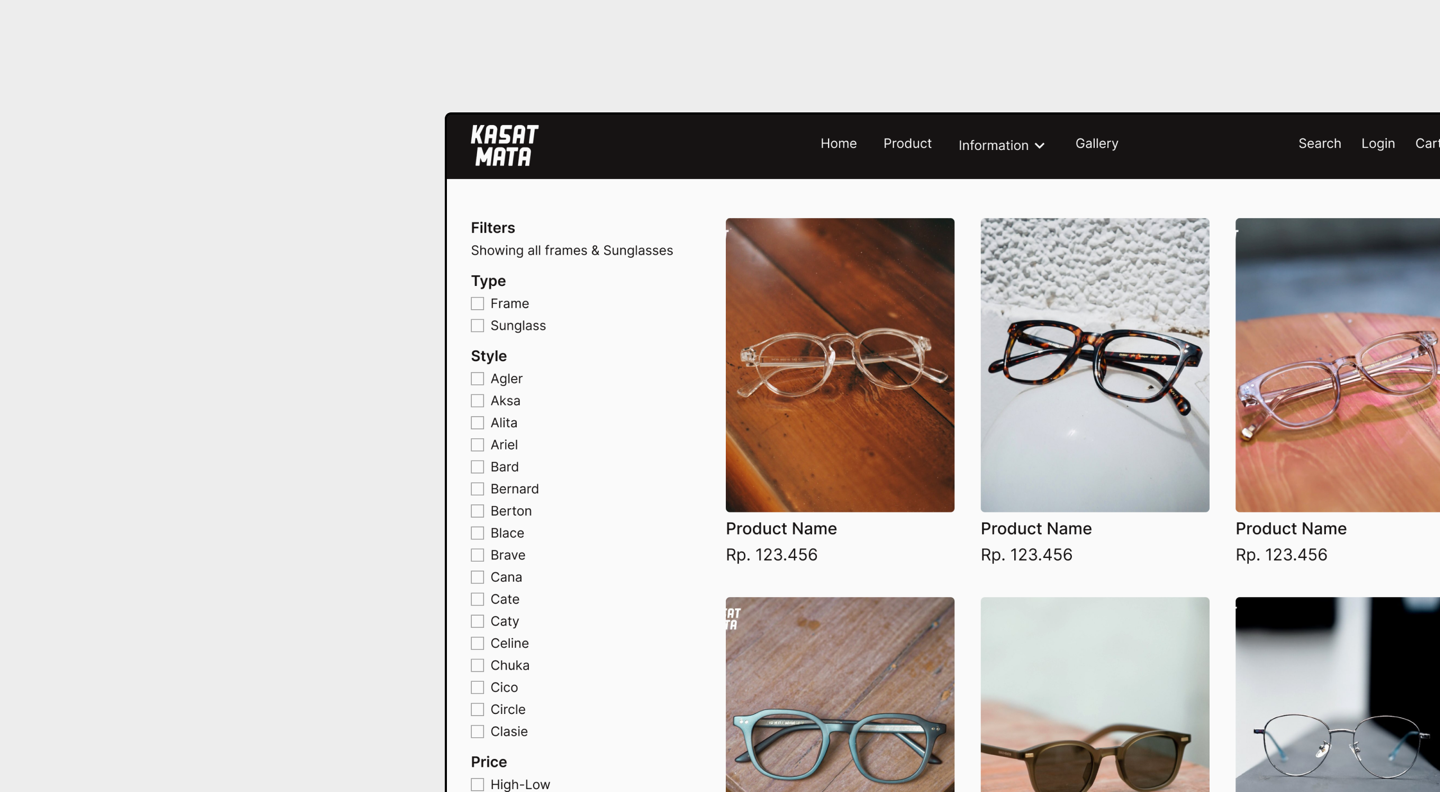 KASAT
MATA
Home
Product
Information
Gallery
Search
Login
Cart
Filters
Showing all frames & Sunglasses
Type
Frame
Sunglass
Style
Agler
Aksa
Alita
Ariel
Bard
Bernard
Berton
Blace
Brave
Cana
Cate
Caty
Celine
Chuka
Cico
Circle
Clasie
Price
High-Low
Product Name
Rp. 123.456
Product Name
Rp. 123.456
Product Name
Rp. 123.456